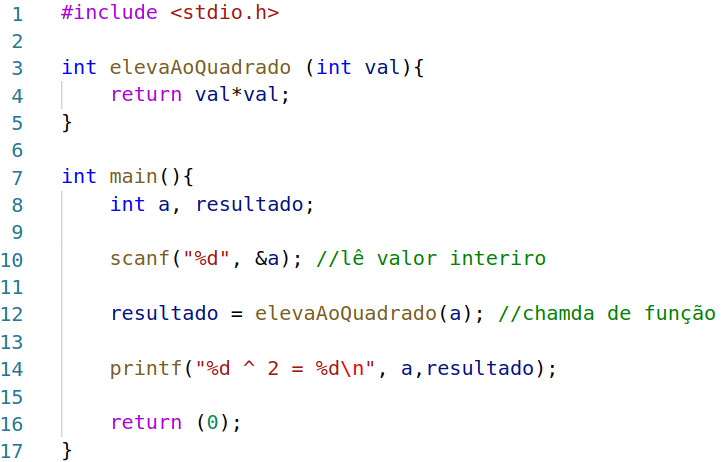 1 #include <stdio.h>
2
3 int elevaAoQuadrado (int val){
4     return val*val;
5 }
6
7 int main(){
8     int a, resultado;
9
10     scanf("%d", &a); //lê valor interiro
11
12     resultado = elevaAoQuadrado(a); //chamda de função
13
14     printf("%d ^ 2 = %d\n", a,resultado);
15
16     return (0);
17 }